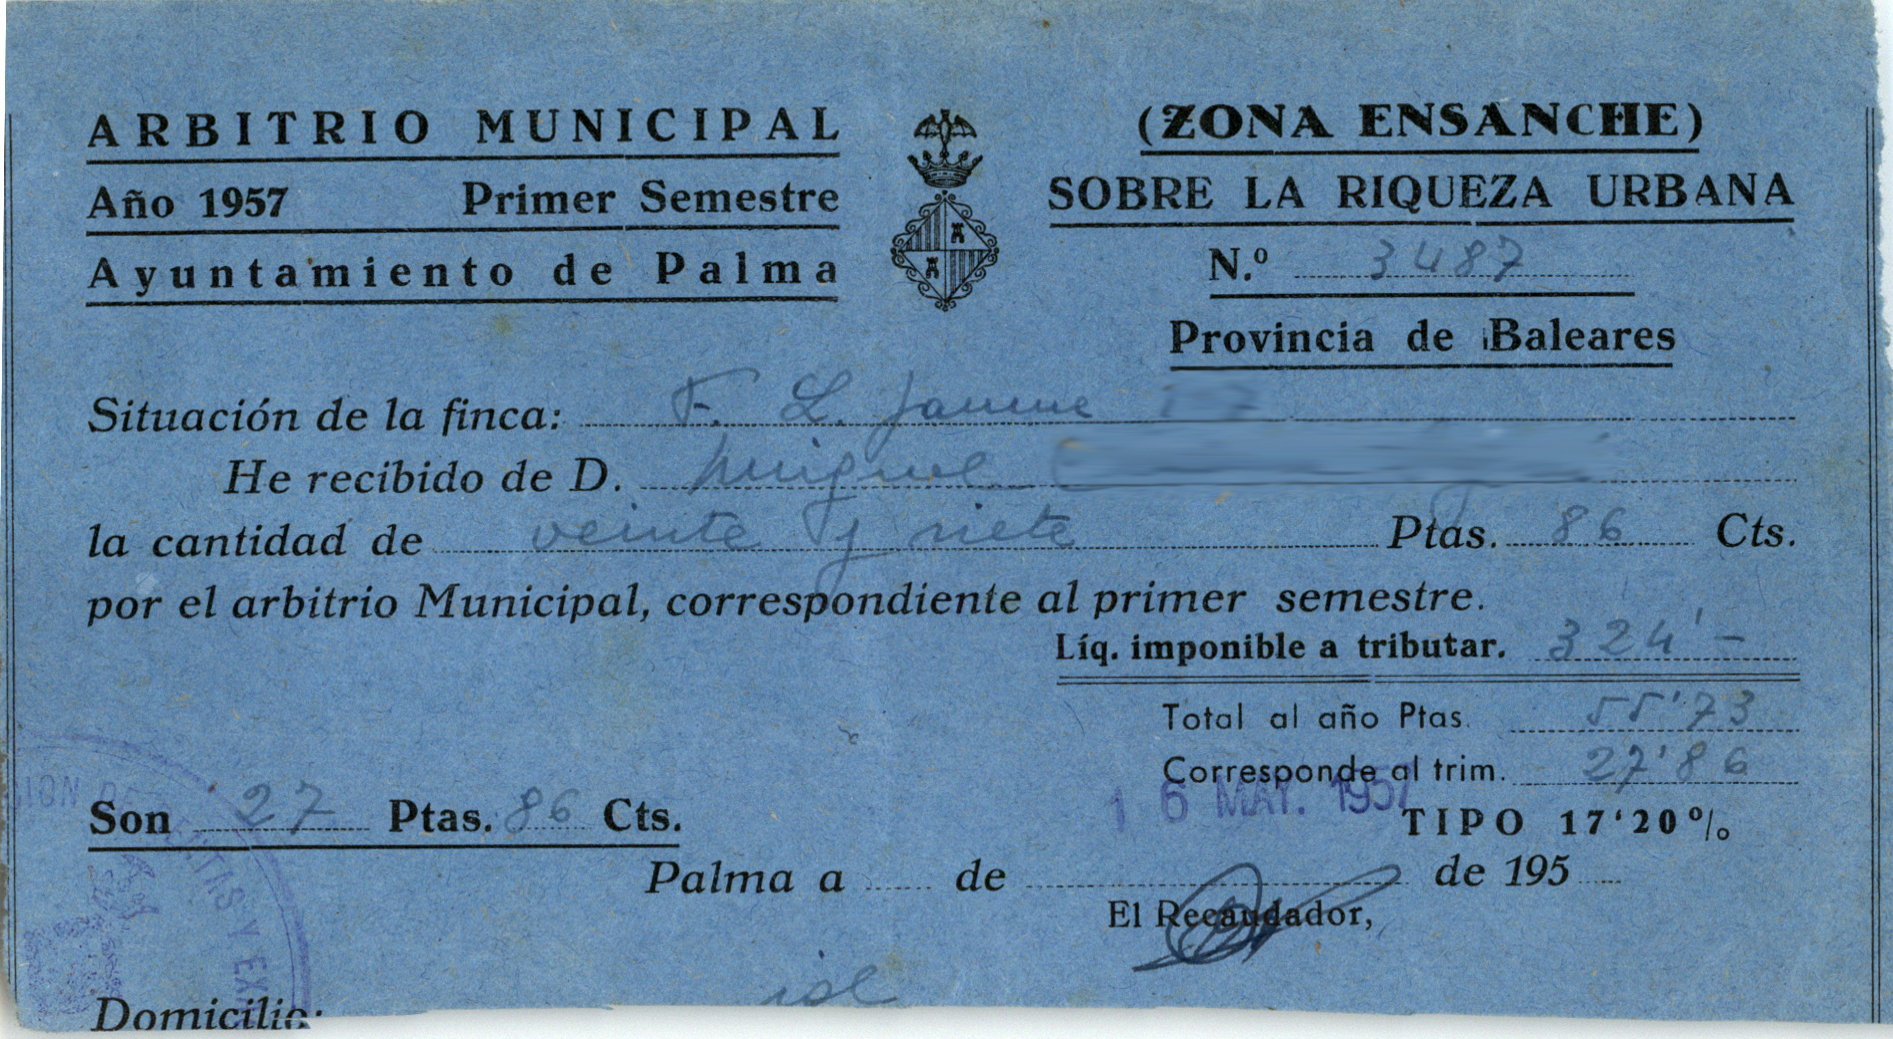 ARBITRIO MUNICIPAL
Año 1957 Primer Semestre
Ayuntamiento de Palma
(ZONA ENSANCHE)
SOBRE LA RIQUEZA URBANA
N.º 3487
Provincia de Baleares
Situación de la finca: F. L. Jaume
He recibido de D. Miguel
la cantidad de veinte y siete Ptas. 86 Cts.
por el arbitrio Municipal, correspondiente al primer semestre.
Líq. imponible a tributar. 324'-
Total al año Ptas. 55'73
Corresponde al trim. 27'86
16 MAY. 1957
TIPO 17'20%
Son 27 Ptas. 86 Cts.
Palma a de de 195
El Recaudador,
RENTAS Y
Domicilio: id